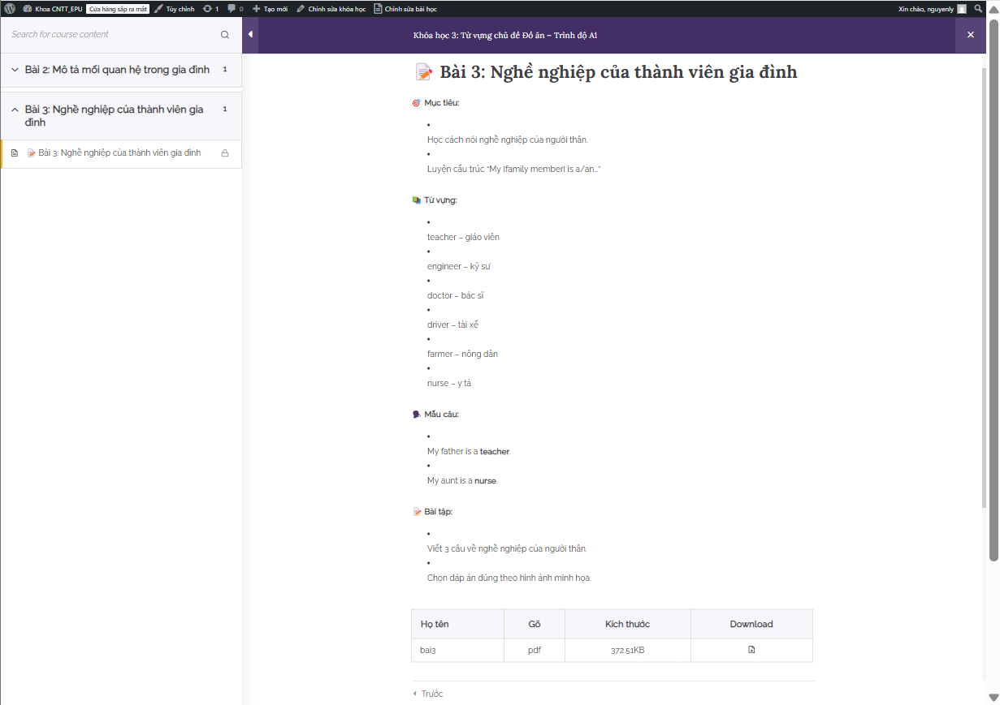 Khoa CNTT_EPU Cửa hàng sắp ra mắt Tùy chỉnh 1 0 Tạo mới Chỉnh sửa khóa học Chỉnh sửa bài học Xin chào, nguyenly
Search for course content
Khóa học 3: Từ vựng chủ đề Đồ ăn – Trình độ A1
Bài 2: Mô tả mối quan hệ trong gia đình 1
Bài 3: Nghề nghiệp của thành viên gia đình 1
Bài 3: Nghề nghiệp của thành viên gia đình
Bài 3: Nghề nghiệp của thành viên gia đình
Mục tiêu:
Học cách nói nghề nghiệp của người thân.
Luyện cấu trúc “My [family member] is a/an…”
Từ vựng:
teacher – giáo viên
engineer – kỹ sư
doctor – bác sĩ
driver – tài xế
farmer – nông dân
nurse – y tá
Mẫu câu:
My father is a teacher.
My aunt is a nurse.
Bài tập:
Viết 3 câu về nghề nghiệp của người thân.
Chọn đáp án đúng theo hình ảnh minh họa.
Họ tên Gõ Kích thước Download
bai3 pdf 372.51KB
Trước